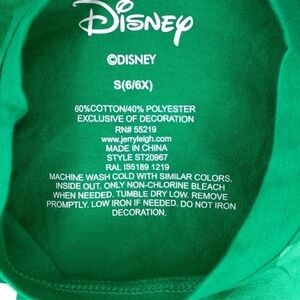 Disney
©DISNEY
S(6/6X)
60%COTTON/40% POLYESTER
EXCLUSIVE OF DECORATION
RN# 55219
www.jerryleigh.com
MADE IN CHINA
STYLE ST20967
RAL IS5189 1219
MACHINE WASH COLD WITH SIMILAR COLORS.
INSIDE OUT. ONLY NON-CHLORINE BLEACH
WHEN NEEDED. TUMBLE DRY LOW. REMOVE
PROMPTLY. LOW IRON IF NEEDED. DO NOT IRON
DECORATION.